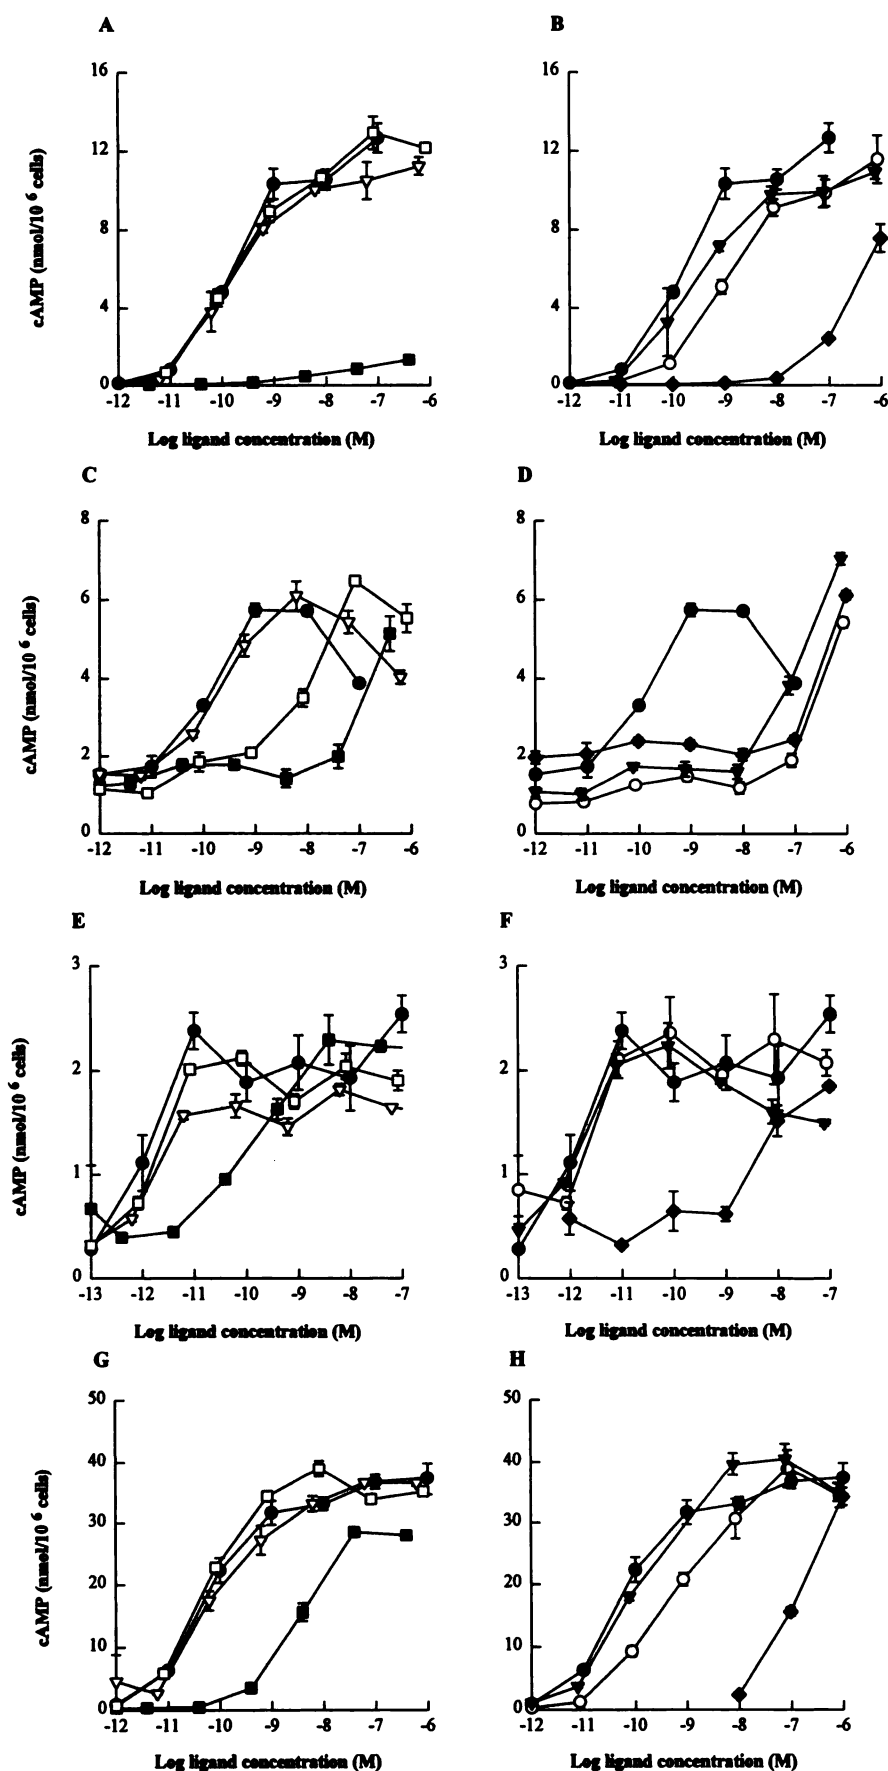 A
B
16
12
8
4
0
cAMP (nmol/10 6 cells)
-12 -11 -10 -9 -8 -7 -6
Log ligand concentration (M)
16
12
8
4
0
-12 -11 -10 -9 -8 -7 -6
Log ligand concentration (M)
C
D
8
6
4
2
0
cAMP (nmol/10 6 cells)
-12 -11 -10 -9 -8 -7 -6
Log ligand concentration (M)
8
6
4
2
0
-12 -11 -10 -9 -8 -7 -6
Log ligand concentration (M)
E
F
3
2
1
0
cAMP (nmol/10 6 cells)
-13 -12 -11 -10 -9 -8 -7
Log ligand concentration (M)
3
2
1
0
-13 -12 -11 -10 -9 -8 -7
Log ligand concentration (M)
G
H
50
40
30
20
10
0
cAMP (nmol/10 6 cells)
-12 -11 -10 -9 -8 -7 -6
Log ligand concentration (M)
50
40
30
20
10
0
-12 -11 -10 -9 -8 -7 -6
Log ligand concentration (M)